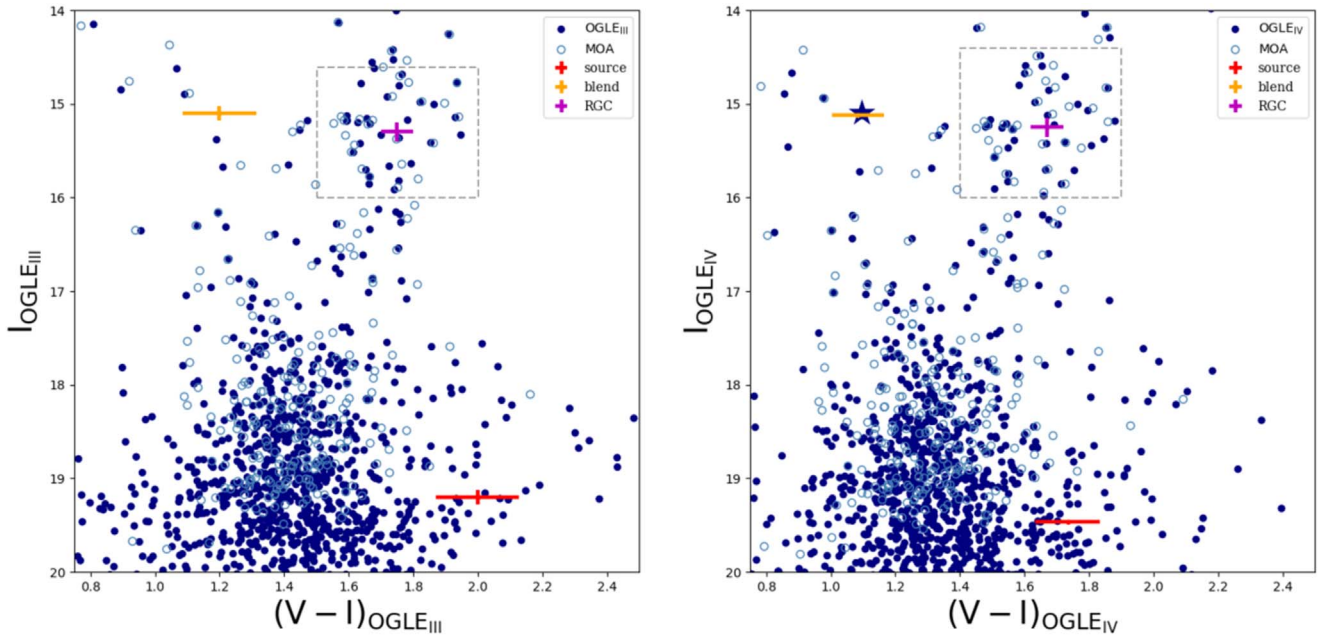 14
15
16
17
18
19
20
I_OGLE_III
0.8 1.0 1.2 1.4 1.6 1.8 2.0 2.2 2.4
(V − I)_OGLE_III
OGLE_III
MOA
source
blend
RGC
14
15
16
17
18
19
20
I_OGLE_IV
0.8 1.0 1.2 1.4 1.6 1.8 2.0 2.2 2.4
(V − I)_OGLE_IV
OGLE_IV
MOA
source
blend
RGC